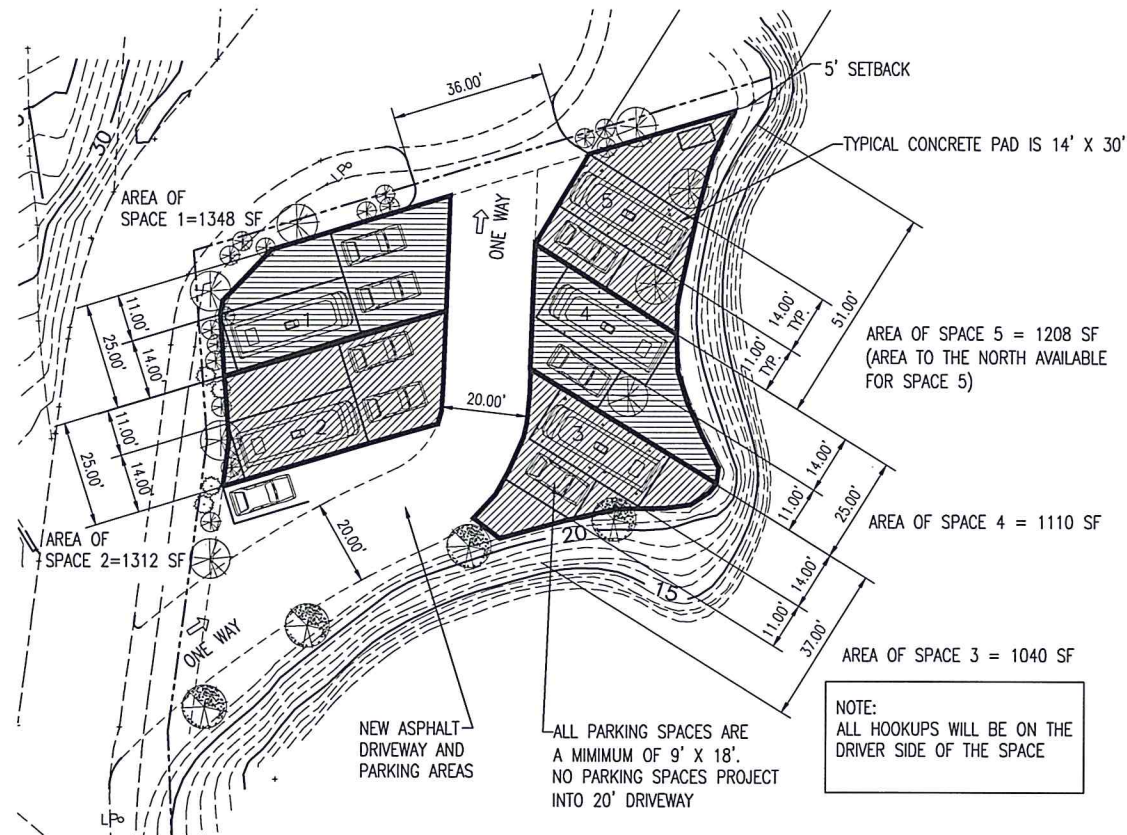 36.00'
5' SETBACK
TYPICAL CONCRETE PAD IS 14' X 30'
30
LP
AREA OF
SPACE 1=1348 SF
ONE WAY
5
11.00'
25.00'
14.00'
1
4
14.00'
TYP.
51.00'
11.00'
TYP.
AREA OF SPACE 5 = 1208 SF
(AREA TO THE NORTH AVAILABLE
FOR SPACE 5)
20.00'
11.00'
25.00'
14.00'
2
3
14.00'
11.00'
25.00'
AREA OF SPACE 4 = 1110 SF
AREA OF
SPACE 2=1312 SF
20.00'
20
15
14.00'
11.00'
37.00'
ONE WAY
AREA OF SPACE 3 = 1040 SF
NEW ASPHALT
DRIVEWAY AND
PARKING AREAS
ALL PARKING SPACES ARE
A MIMIMUM OF 9' X 18'.
NO PARKING SPACES PROJECT
INTO 20' DRIVEWAY
NOTE:
ALL HOOKUPS WILL BE ON THE
DRIVER SIDE OF THE SPACE
LP